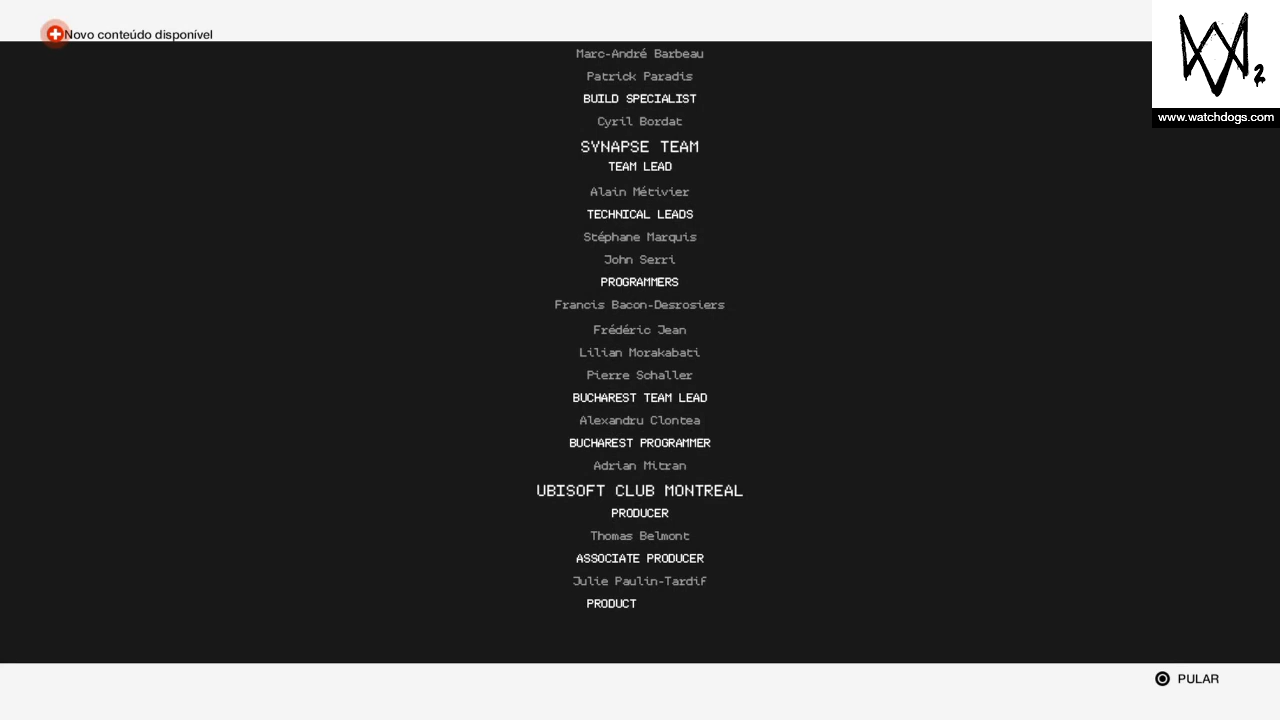 Novo conteúdo disponível
2
www.watchdogs.com
Marc-André Barbeau
Patrick Paradis
BUILD SPECIALIST
Cyril Bordat
SYNAPSE TEAM
TEAM LEAD
Alain Métivier
TECHNICAL LEADS
Stéphane Marquis
John Serri
PROGRAMMERS
Francis Bacon-Desrosiers
Frédéric Jean
Lilian Morakabati
Pierre Schaller
BUCHAREST TEAM LEAD
Alexandru Clontea
BUCHAREST PROGRAMMER
Adrian Mitran
UBISOFT CLUB MONTREAL
PRODUCER
Thomas Belmont
ASSOCIATE PRODUCER
Julie Paulin-Tardif
PRODUCT
PULAR